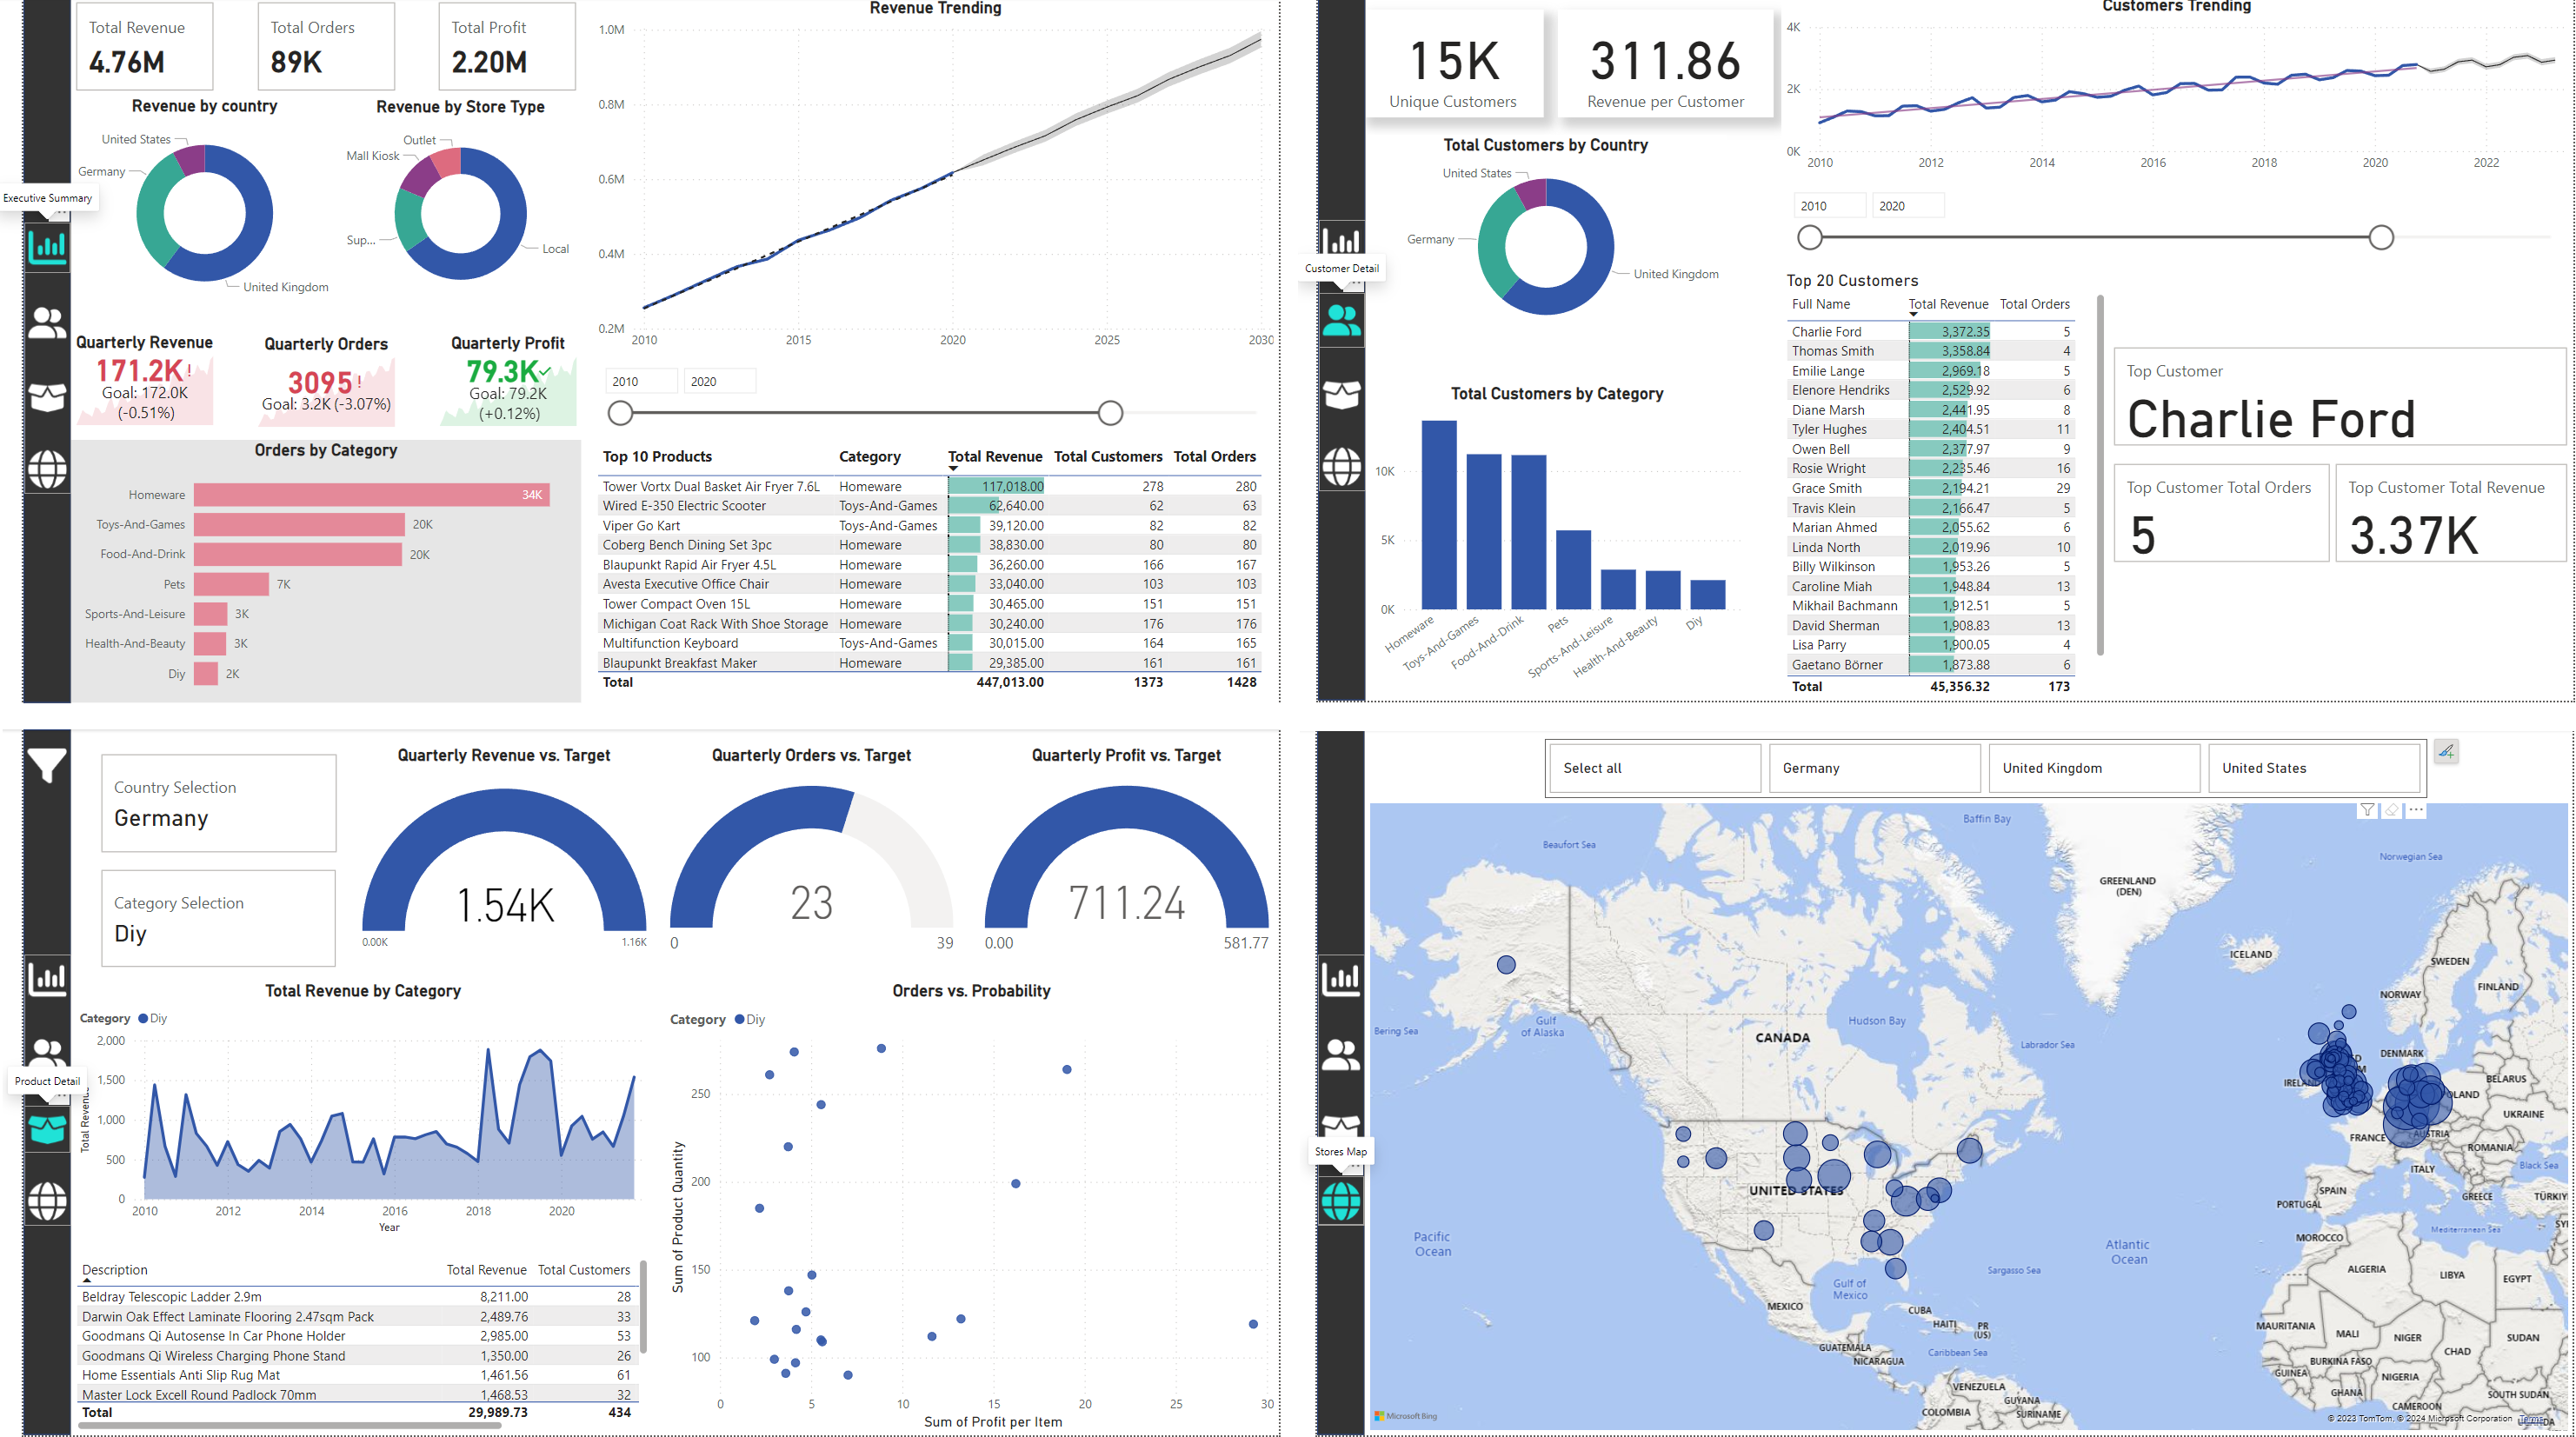 Total Revenue
4.76M
Total Orders
89K
Total Profit
2.20M
Revenue by country
United States
Germany
United Kingdom
Revenue by Store Type
Outlet
Mall Kiosk
Sup...
Local
Executive Summary
Quarterly Revenue
171.2K!
Goal: 172.0K
(-0.51%)
Quarterly Orders
3095!
Goal: 3.2K (-3.07%)
Quarterly Profit
79.3K
Goal: 79.2K
(+0.12%)
Orders by Category
Homeware 34K
Toys-And-Games 20K
Food-And-Drink 20K
Pets 7K
Sports-And-Leisure 3K
Health-And-Beauty 3K
Diy 2K
Revenue Trending
1.0M
0.8M
0.6M
0.4M
0.2M
2010 2015 2020 2025 2030
2010 2020
Top 10 Products Category Total Revenue Total Customers Total Orders
Tower Vortx Dual Basket Air Fryer 7.6L Homeware 117,018.00 278 280
Wired E-350 Electric Scooter Toys-And-Games 62,640.00 62 63
Viper Go Kart Toys-And-Games 39,120.00 82 82
Coberg Bench Dining Set 3pc Homeware 38,830.00 80 80
Blaupunkt Rapid Air Fryer 4.5L Homeware 36,260.00 166 167
Avesta Executive Office Chair Homeware 33,040.00 103 103
Tower Compact Oven 15L Homeware 30,465.00 151 151
Michigan Coat Rack With Shoe Storage Homeware 30,240.00 176 176
Multifunction Keyboard Toys-And-Games 30,015.00 164 165
Blaupunkt Breakfast Maker Homeware 29,385.00 161 161
Total 447,013.00 1373 1428
15K
Unique Customers
311.86
Revenue per Customer
Customer Detail
Total Customers by Country
United States
Germany
United Kingdom
Total Customers by Category
10K
5K
0K
Homeware
Toys-And-Games
Food-And-Drink
Pets
Sports-And-Leisure
Health-And-Beauty
Diy
Customers Trending
4K
2K
0K
2010 2012 2014 2016 2018 2020 2022
2010 2020
Top 20 Customers
Full Name Total Revenue Total Orders
Charlie Ford 3,372.35 5
Thomas Smith 3,358.84 4
Emilie Lange 2,969.18 5
Elenore Hendriks 2,529.92 6
Diane Marsh 2,441.95 8
Tyler Hughes 2,404.51 11
Owen Bell 2,377.97 9
Rosie Wright 2,235.46 16
Grace Smith 2,194.21 29
Travis Klein 2,166.47 5
Marian Ahmed 2,055.62 6
Linda North 2,019.96 10
Billy Wilkinson 1,953.26 5
Caroline Miah 1,948.84 13
Mikhail Bachmann 1,912.51 5
David Sherman 1,908.83 13
Lisa Parry 1,900.05 4
Gaetano Börner 1,873.88 6
Total 45,356.32 173
Top Customer
Charlie Ford
Top Customer Total Orders
5
Top Customer Total Revenue
3.37K
Country Selection
Germany
Category Selection
Diy
Product Detail
Quarterly Revenue vs. Target
1.54K
0.00K 1.16K
Quarterly Orders vs. Target
23
0 39
Quarterly Profit vs. Target
711.24
0.00 581.77
Total Revenue by Category
Category Diy
Total Revenue
2,000
1,500
1,000
500
0
2010 2012 2014 2016 2018 2020
Year
Description Total Revenue Total Customers
Beldray Telescopic Ladder 2.9m 8,211.00 28
Darwin Oak Effect Laminate Flooring 2.47sqm Pack 2,489.76 33
Goodmans Qi Autosense In Car Phone Holder 2,985.00 53
Goodmans Qi Wireless Charging Phone Stand 1,350.00 26
Home Essentials Anti Slip Rug Mat 1,461.56 61
Master Lock Excell Round Padlock 70mm 1,468.53 32
Total 29,989.73 434
Orders vs. Probability
Category Diy
Sum of Product Quantity
250
200
150
100
0 5 10 15 20 25 30
Sum of Profit per Item
Select all
Germany
United Kingdom
United States
Stores Map
Baffin Bay
Beaufort Sea
Norwegian Sea
GREENLAND
(DEN)
ICELAND
SWEDEN
FINLAND
NORWAY
Bering Sea
Gulf
of Alaska
Hudson Bay
CANADA
Labrador Sea
DENMARK
IRELAND
BELARUS
POLAND
UKRAINE
FRANCE
AUSTRIA
ROMANIA
Black Sea
ITALY
UNITED STATES
SPAIN
PORTUGAL
GREECE
TÜRKIY
Mediterranean Sea
SY
MOROCCO
Pacific
Ocean
Atlantic
Ocean
Sargasso Sea
ALGERIA
LIBYA
EGYPT
Gulf of
Mexico
MEXICO
CUBA
HAITI
PR
(US)
MAURITANIA
MALI
NIGER
CHAD
SUDAN
GUATEMALA
NICARAGUA
Caribbean Sea
BURKINA FASO
GUINEA
NIGERIA
GHANA
SOUTH SUDAN
VENEZUELA
GUYANA
COLOMBIA
SURINAME
CAMEROON
Microsoft Bing
© 2023 TomTom, © 2024 Microsoft Corporation Terms